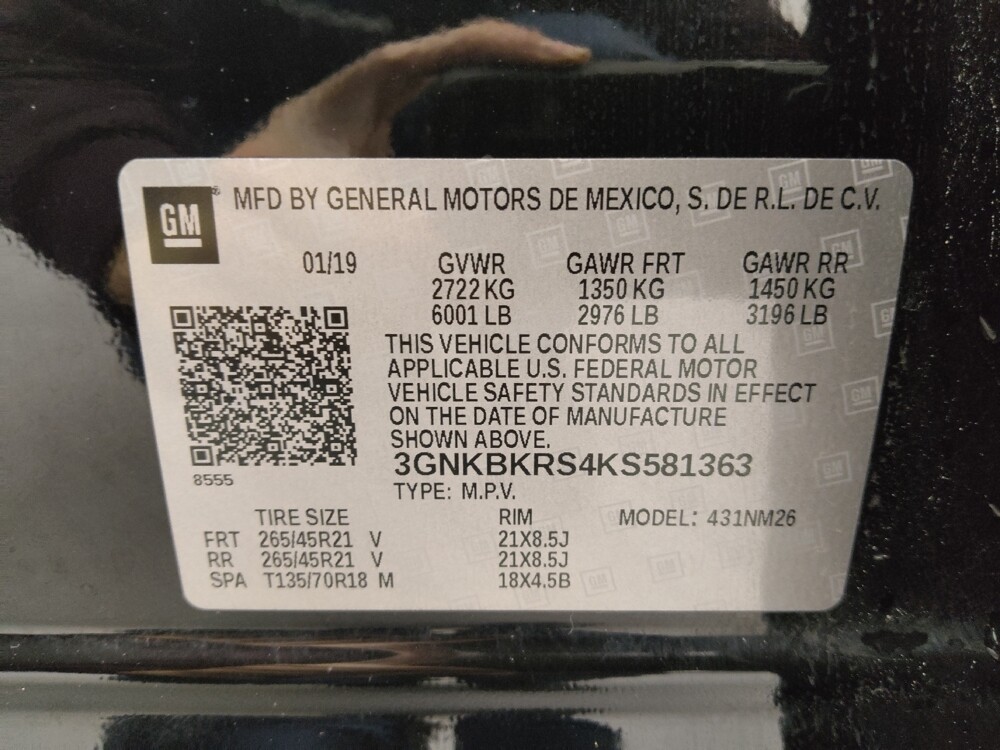 GM® MFD BY GENERAL MOTORS DE MEXICO, S. DE R.L. DE C.V.
01/19 GVWR GAWR FRT GAWR RR
2722 KG 1350 KG 1450 KG
6001 LB 2976 LB 3196 LB
THIS VEHICLE CONFORMS TO ALL
APPLICABLE U.S. FEDERAL MOTOR
VEHICLE SAFETY STANDARDS IN EFFECT
ON THE DATE OF MANUFACTURE
SHOWN ABOVE.
3GNKBKRS4KS581363
8555
TYPE: M.P.V.
TIRE SIZE RIM MODEL: 431NM26
FRT 265/45R21 V 21X8.5J
RR 265/45R21 V 21X8.5J
SPA T135/70R18 M 18X4.5B